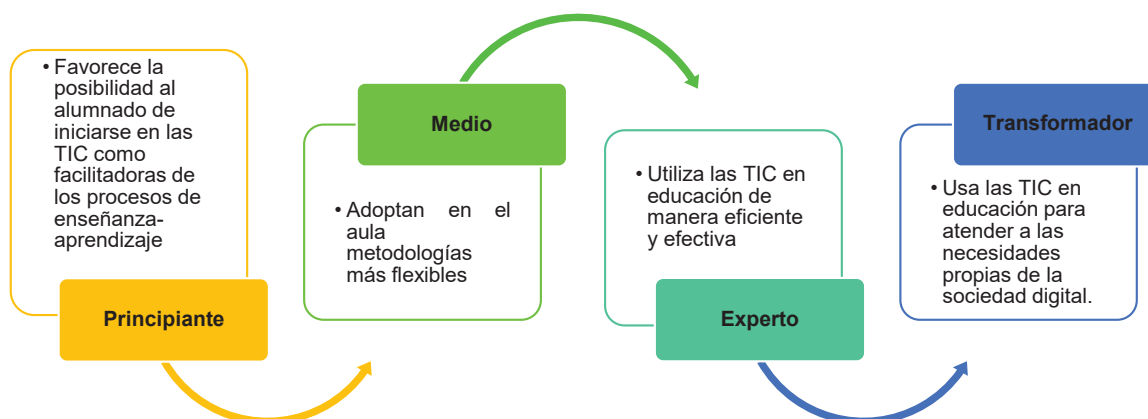 • Favorece la
posibilidad al
alumnado de
iniciarse en las
TIC como
facilitadoras de
los procesos de
enseñanza-
aprendizaje
Principiante
Medio
• Adoptan en el
aula
metodologías
más flexibles
• Utiliza las TIC en
educación de
manera eficiente
y efectiva
Experto
Transformador
• Usa las TIC en
educación para
atender a las
necesidades
propias de la
sociedad digital.